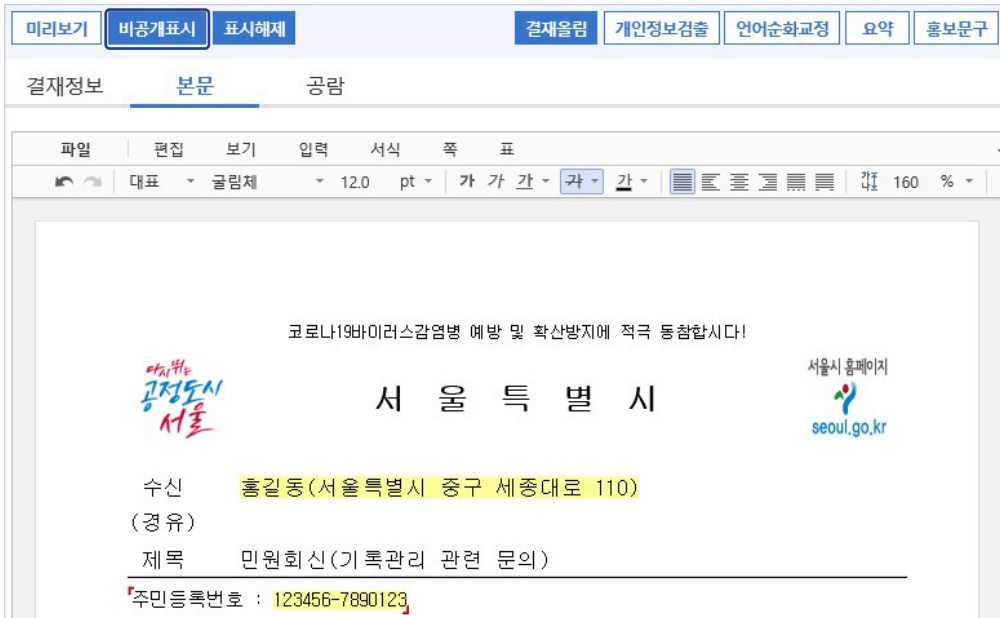 미리보기 비공개표시 표시해제 결재올림 개인정보검출 언어순화교정 요약 홍보문구
결재정보 본문 공람
파일 편집 보기 입력 서식 쪽 표
대표 굴림체 12.0 pt 가 가 가 가 가 160 %
코로나19바이러스감염병 예방 및 확산방지에 적극 동참합시다!
다시뛰는
공정도시
서울
서울특별시
서울시 홈페이지
seoul.go.kr
수신 홍길동(서울특별시 중구 세종대로 110)
(경유)
제목 민원회신(기록관리 관련 문의)
주민등록번호 : 123456-7890123